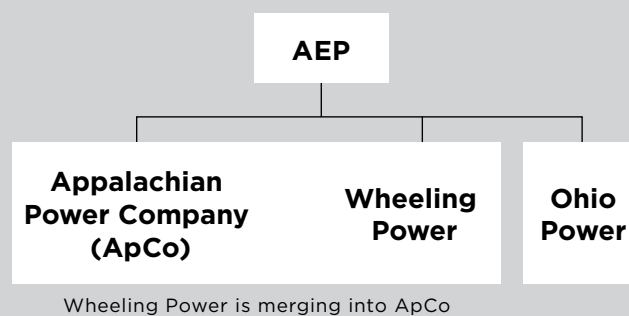 AEP
Appalachian
Power Company
(ApCo)
Wheeling
Power
Ohio
Power
Wheeling Power is merging into ApCo